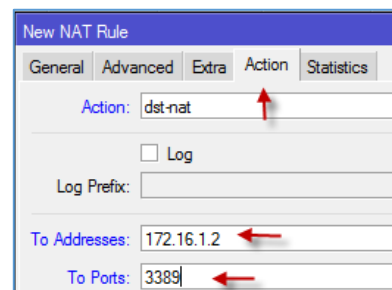 New NAT Rule
General Advanced Extra Action Statistics
Action: dst-nat
Log
Log Prefix:
To Addresses: 172.16.1.2
To Ports: 3389